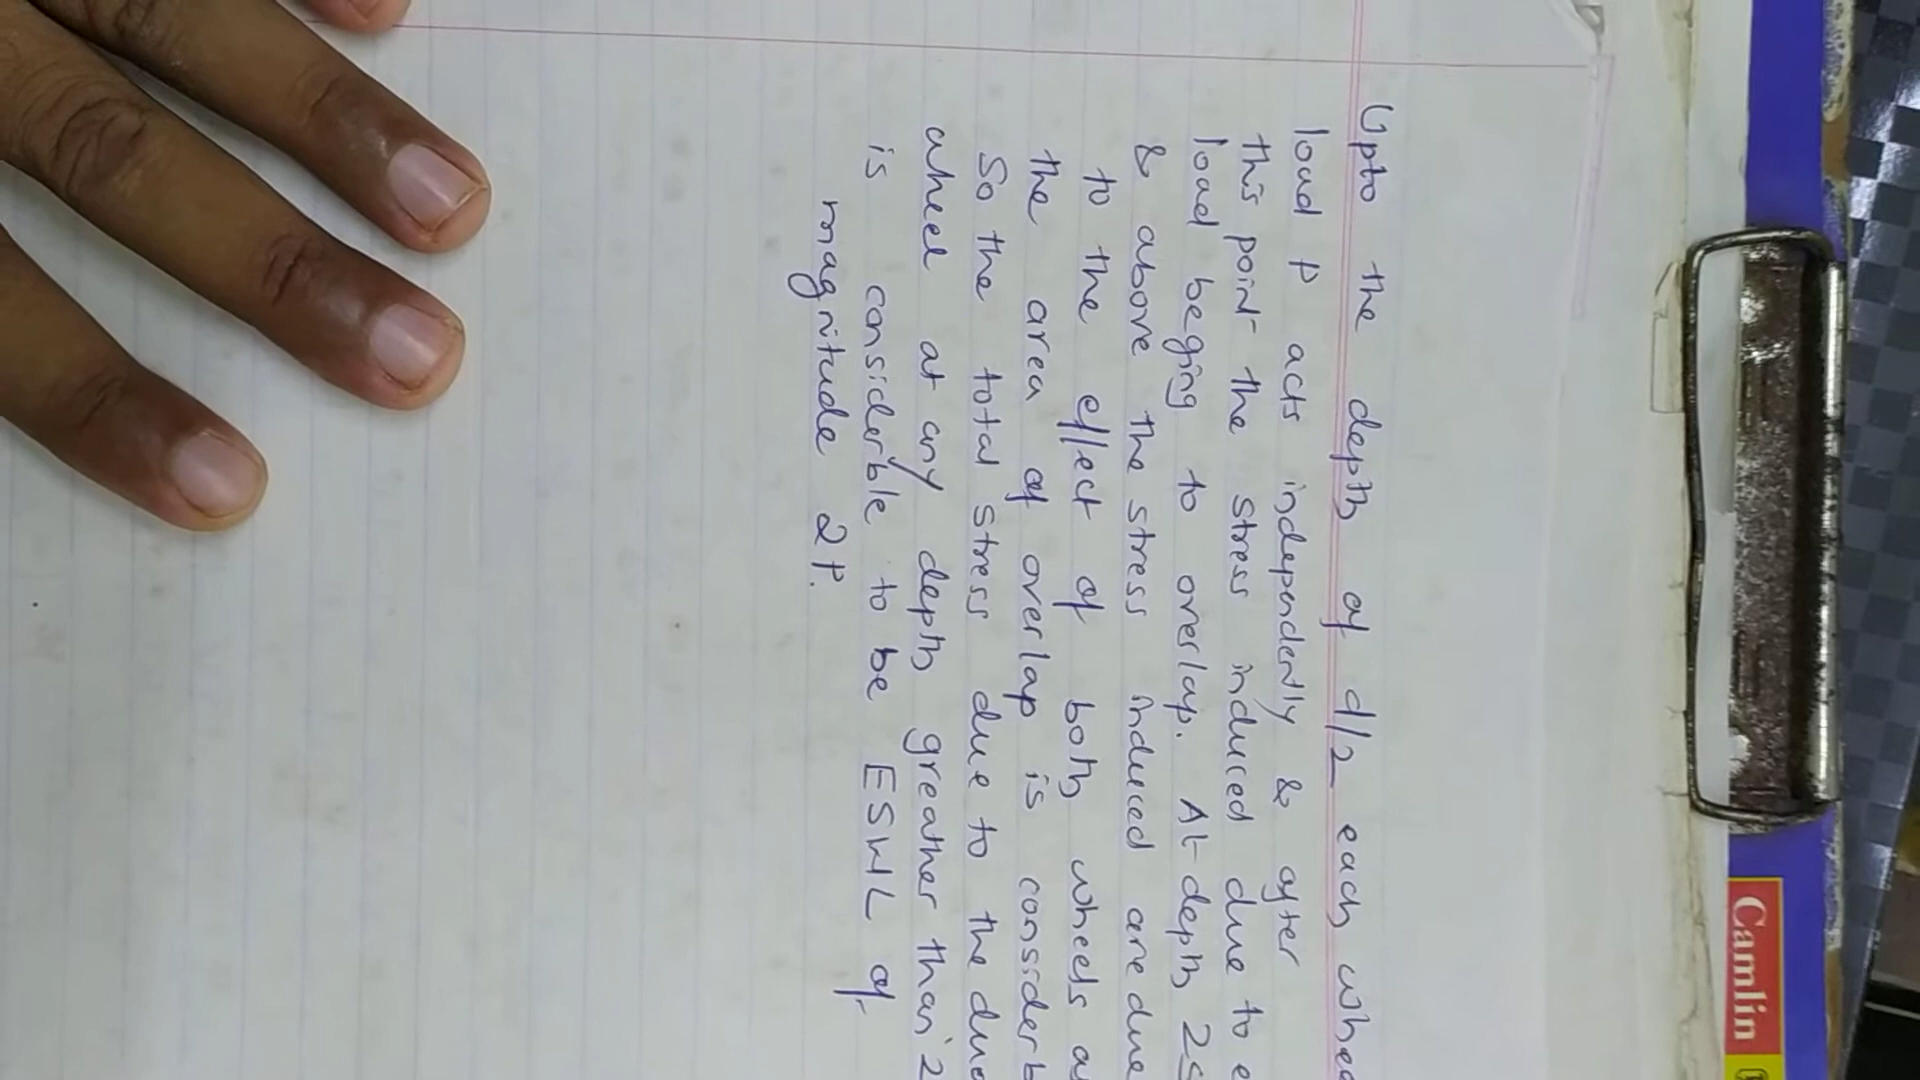 Upto the depth of d/2 each
load P acts independently & after
this point the stress induced due to
load beging to overlap. At depth 2S
& above the stress induced are due
to the effect of both wheels as
the area of overlap is
So the total stress due to the
wheel at any depth greather than 2
is considerble to be ESWL of
magnitude 2P.
Camlin